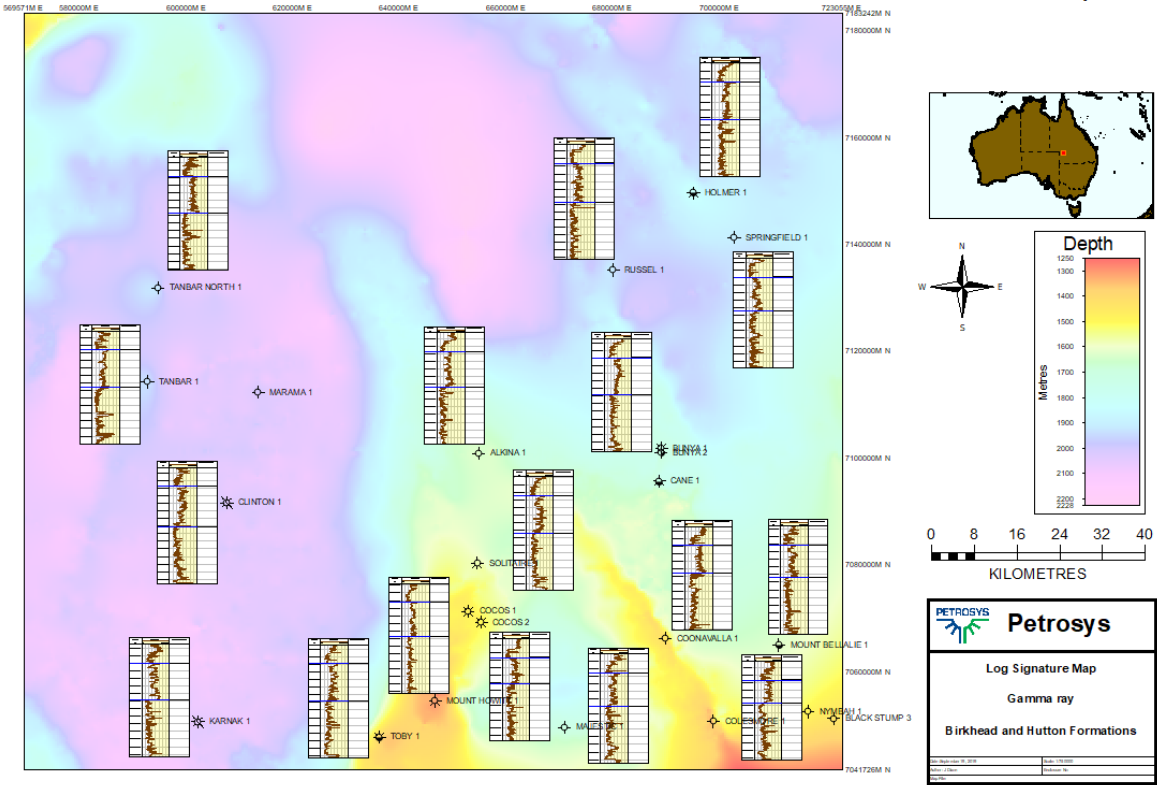 569571M E 580000M E 600000M E 620000M E 640000M E 660000M E 680000M E 700000M E
7183242M N
7180000M N
7160000M N
HOLMER 1
7140000M N
SPRINGFIELD 1
RUSSEL 1
TANBAR NORTH 1
7120000M N
TANBAR 1
MARAMA 1
BUNYA 1
BUNYA 2
ALKINA 1
7100000M N
CANE 1
CLINTON 1
SOLITAIRE
7080000M N
COCOS 1
COCOS 2
COONAVALLA 1
MOUNT BELLALIE 1
7060000M N
MOUNT HOWITT
NYMBAH 1
BLACK STUMP 3
KARNAK 1
COLESMORE 1
MAJESTIC 1
TOBY 1
7041726M N
N
W E
S
Depth
Metres
1250
1300
1400
1500
1600
1700
1800
1900
2000
2100
2200
2228
0 8 16 24 32 40
KILOMETRES
PETROSYS
Petrosys
Log Signature Map
Gamma ray
Birkhead and Hutton Formations